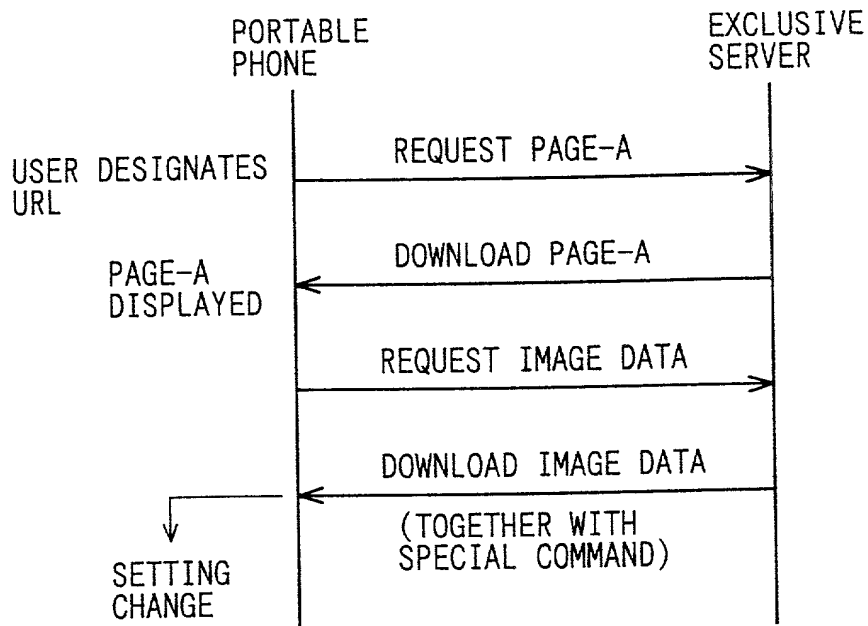 PORTABLE
PHONE
EXCLUSIVE
SERVER
USER DESIGNATES
URL
REQUEST PAGE-A
DOWNLOAD PAGE-A
PAGE-A
DISPLAYED
REQUEST IMAGE DATA
DOWNLOAD IMAGE DATA
(TOGETHER WITH
SPECIAL COMMAND)
SETTING
CHANGE